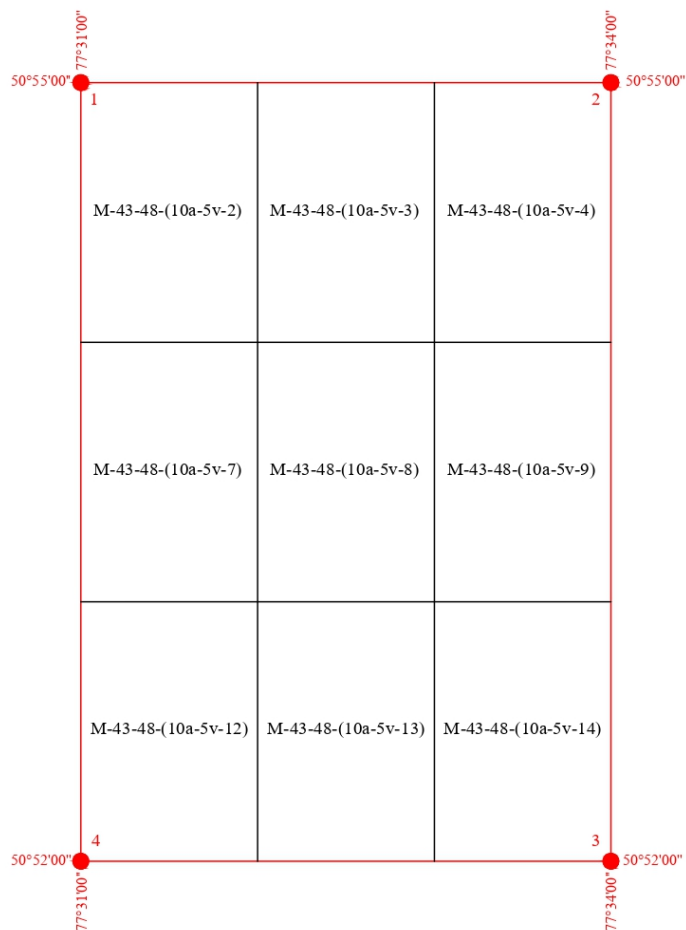 77°31'00"
77°34'00"
50°55'00"
50°55'00"
1
2
M-43-48-(10a-5v-2)
M-43-48-(10a-5v-3)
M-43-48-(10a-5v-4)
M-43-48-(10a-5v-7)
M-43-48-(10a-5v-8)
M-43-48-(10a-5v-9)
M-43-48-(10a-5v-12)
M-43-48-(10a-5v-13)
M-43-48-(10a-5v-14)
4
3
50°52'00"
50°52'00"
77°31'00"
77°34'00"